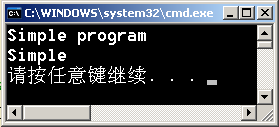 C:\WINDOWS\system32\cmd.exe
Simple program
Simple
请按任意键继续. . .